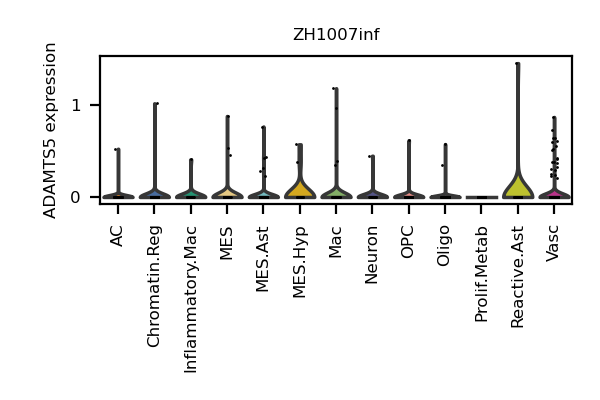 ZH1007inf
ADAMTS5 expression
1
0
AC
Chromatin.Reg
Inflammatory.Mac
MES
MES.Ast
MES.Hyp
Mac
Neuron
OPC
Oligo
Prolif.Metab
Reactive.Ast
Vasc